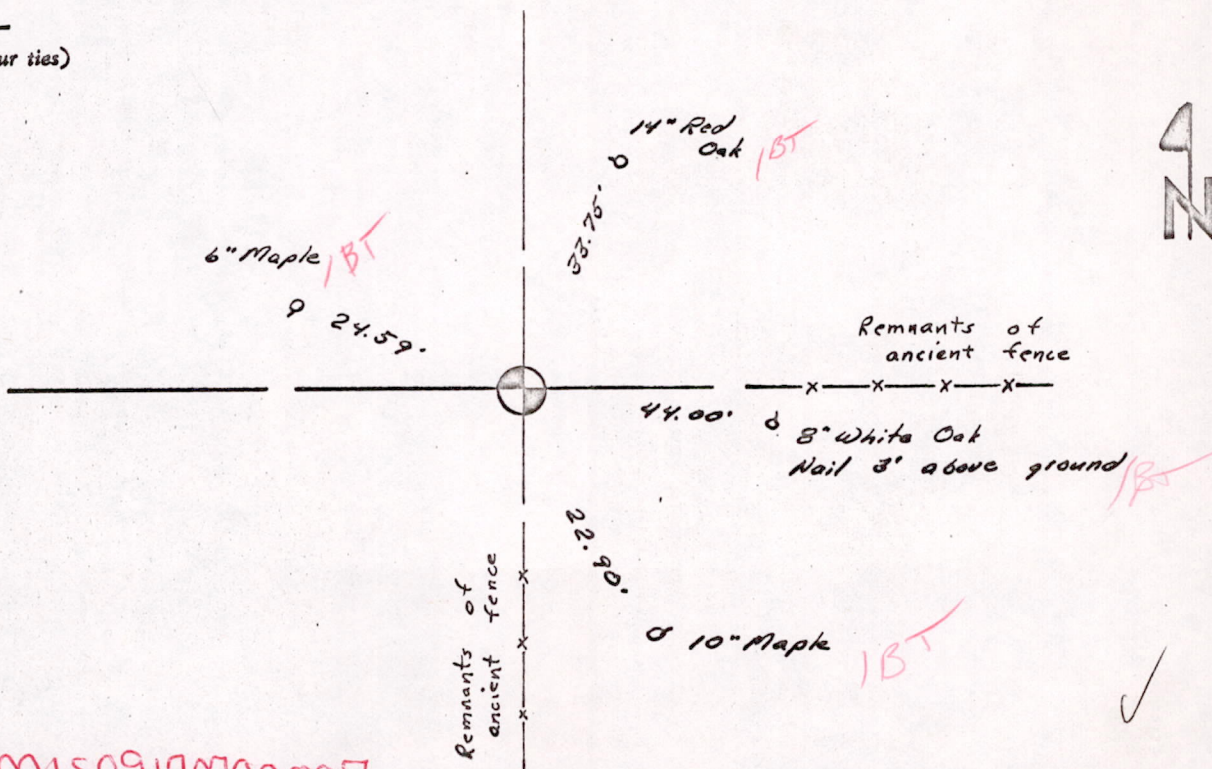 ur ties)
14" Red
Oak
1BT
33.75'
6" Maple
1BT
24.59'
N
Remnants of
ancient fence
44.00'
8" White Oak
Nail 3' above ground
1BT
22.90'
Remnants of
ancient fence
10" Maple
1BT